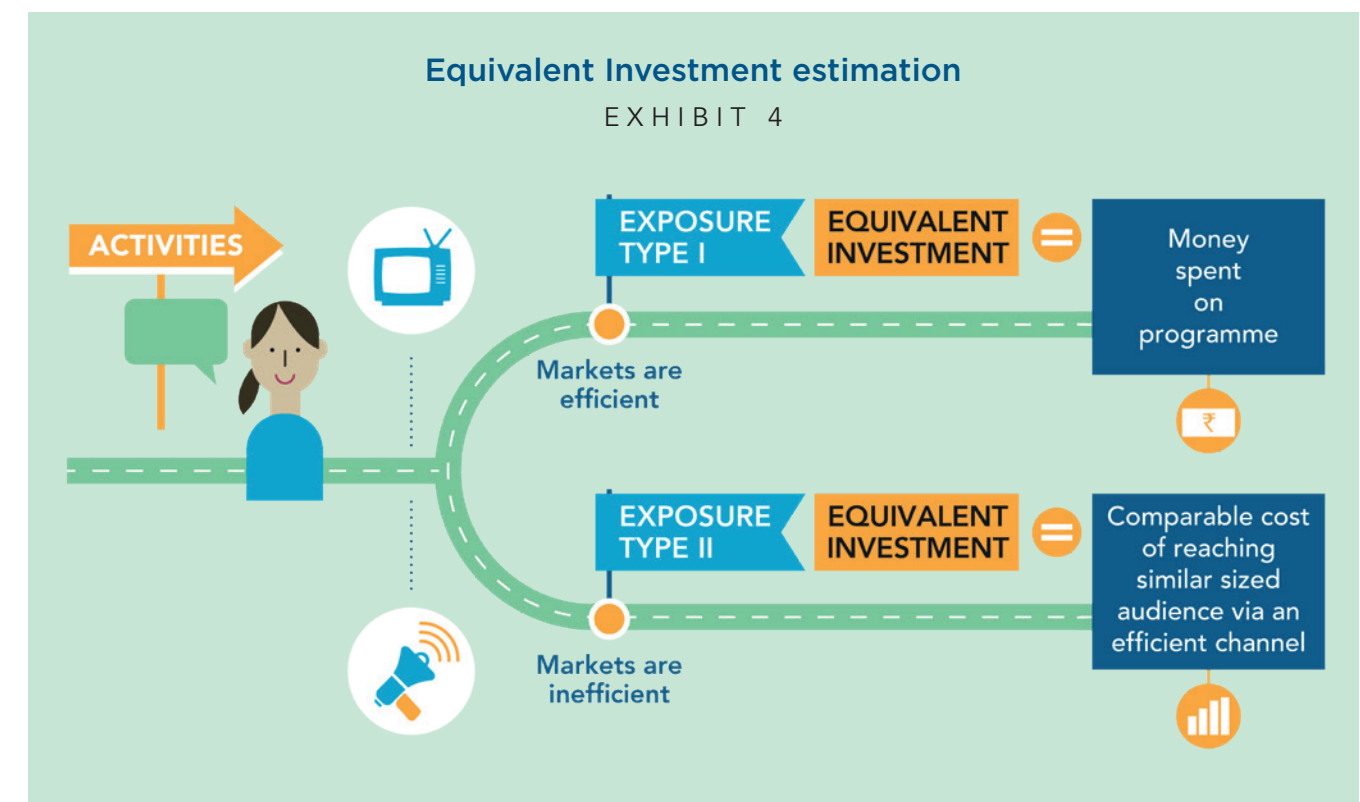 Equivalent Investment estimation
EXHIBIT 4
ACTIVITIES
EXPOSURE
TYPE I
EQUIVALENT
INVESTMENT
=
Money
spent
on
programme
₹
Markets are
efficient
EXPOSURE
TYPE II
EQUIVALENT
INVESTMENT
=
Comparable cost
of reaching
similar sized
audience via an
efficient channel
Markets are
inefficient